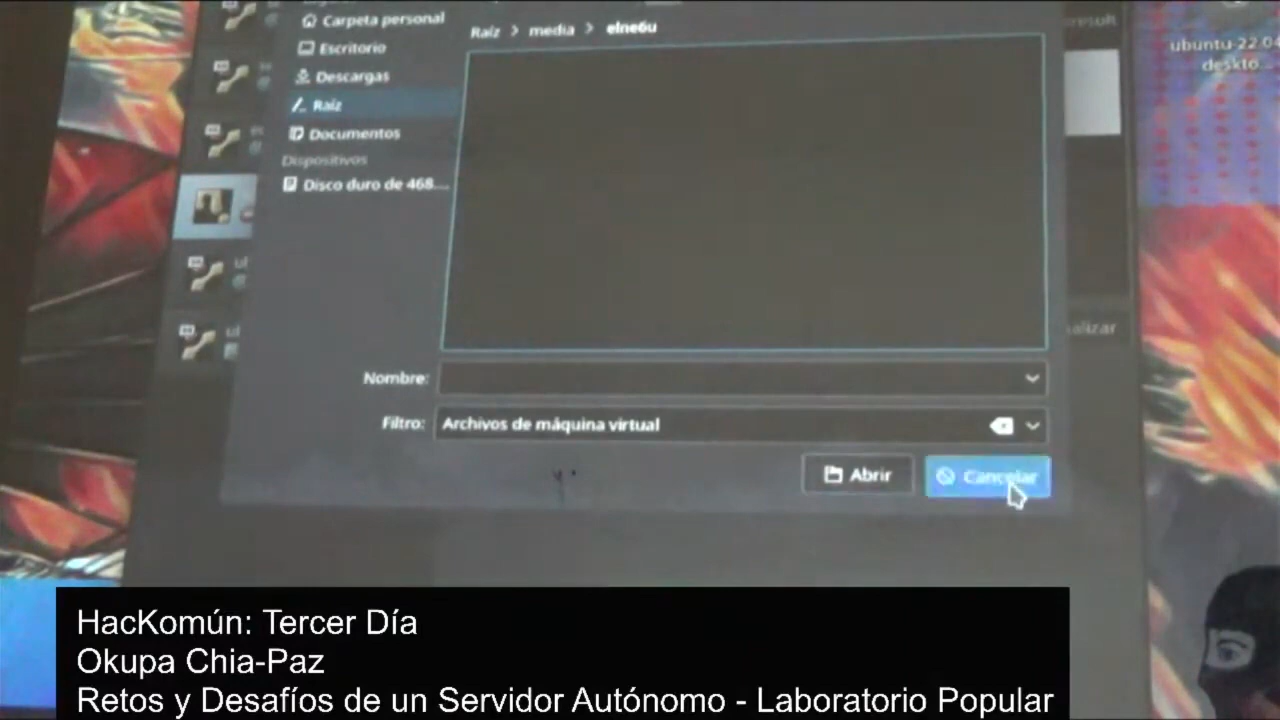 Carpeta personal
Escritorio
Descargas
Raíz
Documentos
Dispositivos
Disco duro de 468....
Raíz > media > elne6u
Nombre:
Filtro:
Archivos de máquina virtual
Abrir
Cancelar
ubuntu-22.04
deskto...
HacKomún: Tercer Día
Okupa Chia-Paz
Retos y Desafíos de un Servidor Autónomo - Laboratorio Popular